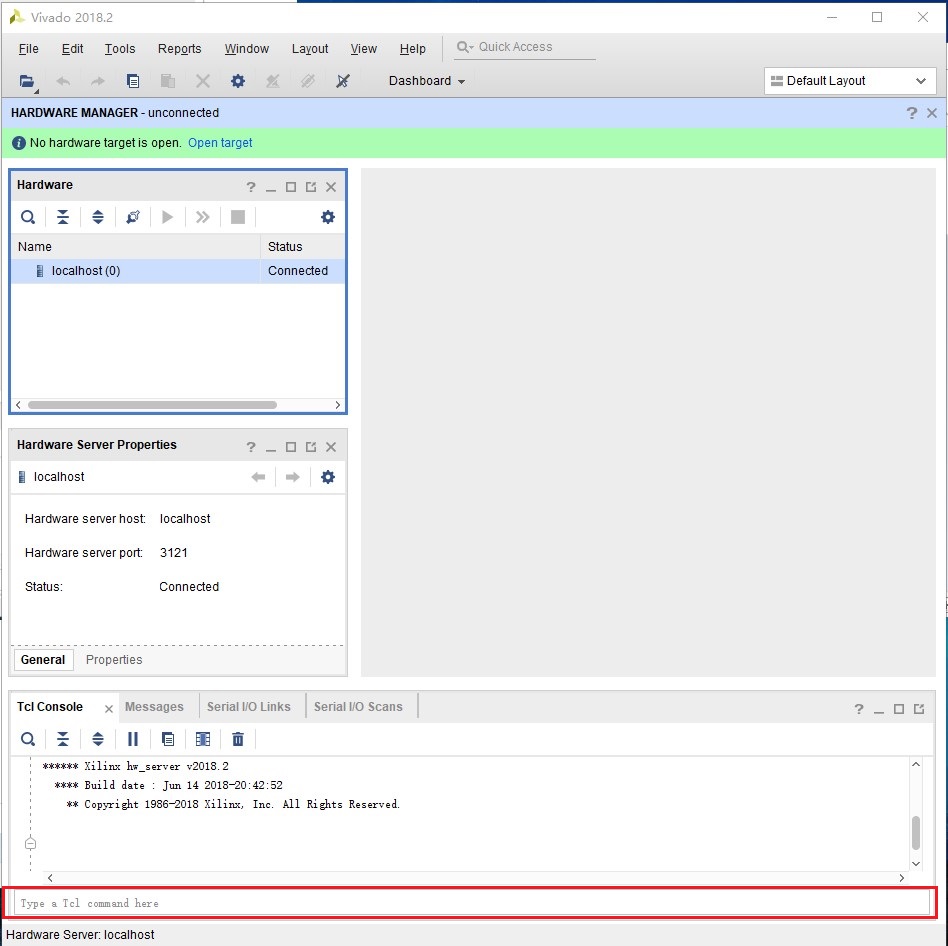 Vivado 2018.2
File Edit Tools Reports Window Layout View Help Quick Access
Dashboard Default Layout
HARDWARE MANAGER - unconnected ?
No hardware target is open. Open target
Hardware ?
Name Status
localhost (0) Connected
Hardware Server Properties ?
localhost
Hardware server host: localhost
Hardware server port: 3121
Status: Connected
General Properties
Tcl Console Messages Serial I/O Links Serial I/O Scans ?
****** Xilinx hw_server v2018.2
**** Build date : Jun 14 2018-20:42:52
** Copyright 1986-2018 Xilinx, Inc. All Rights Reserved.
Type a Tcl command here
Hardware Server: localhost